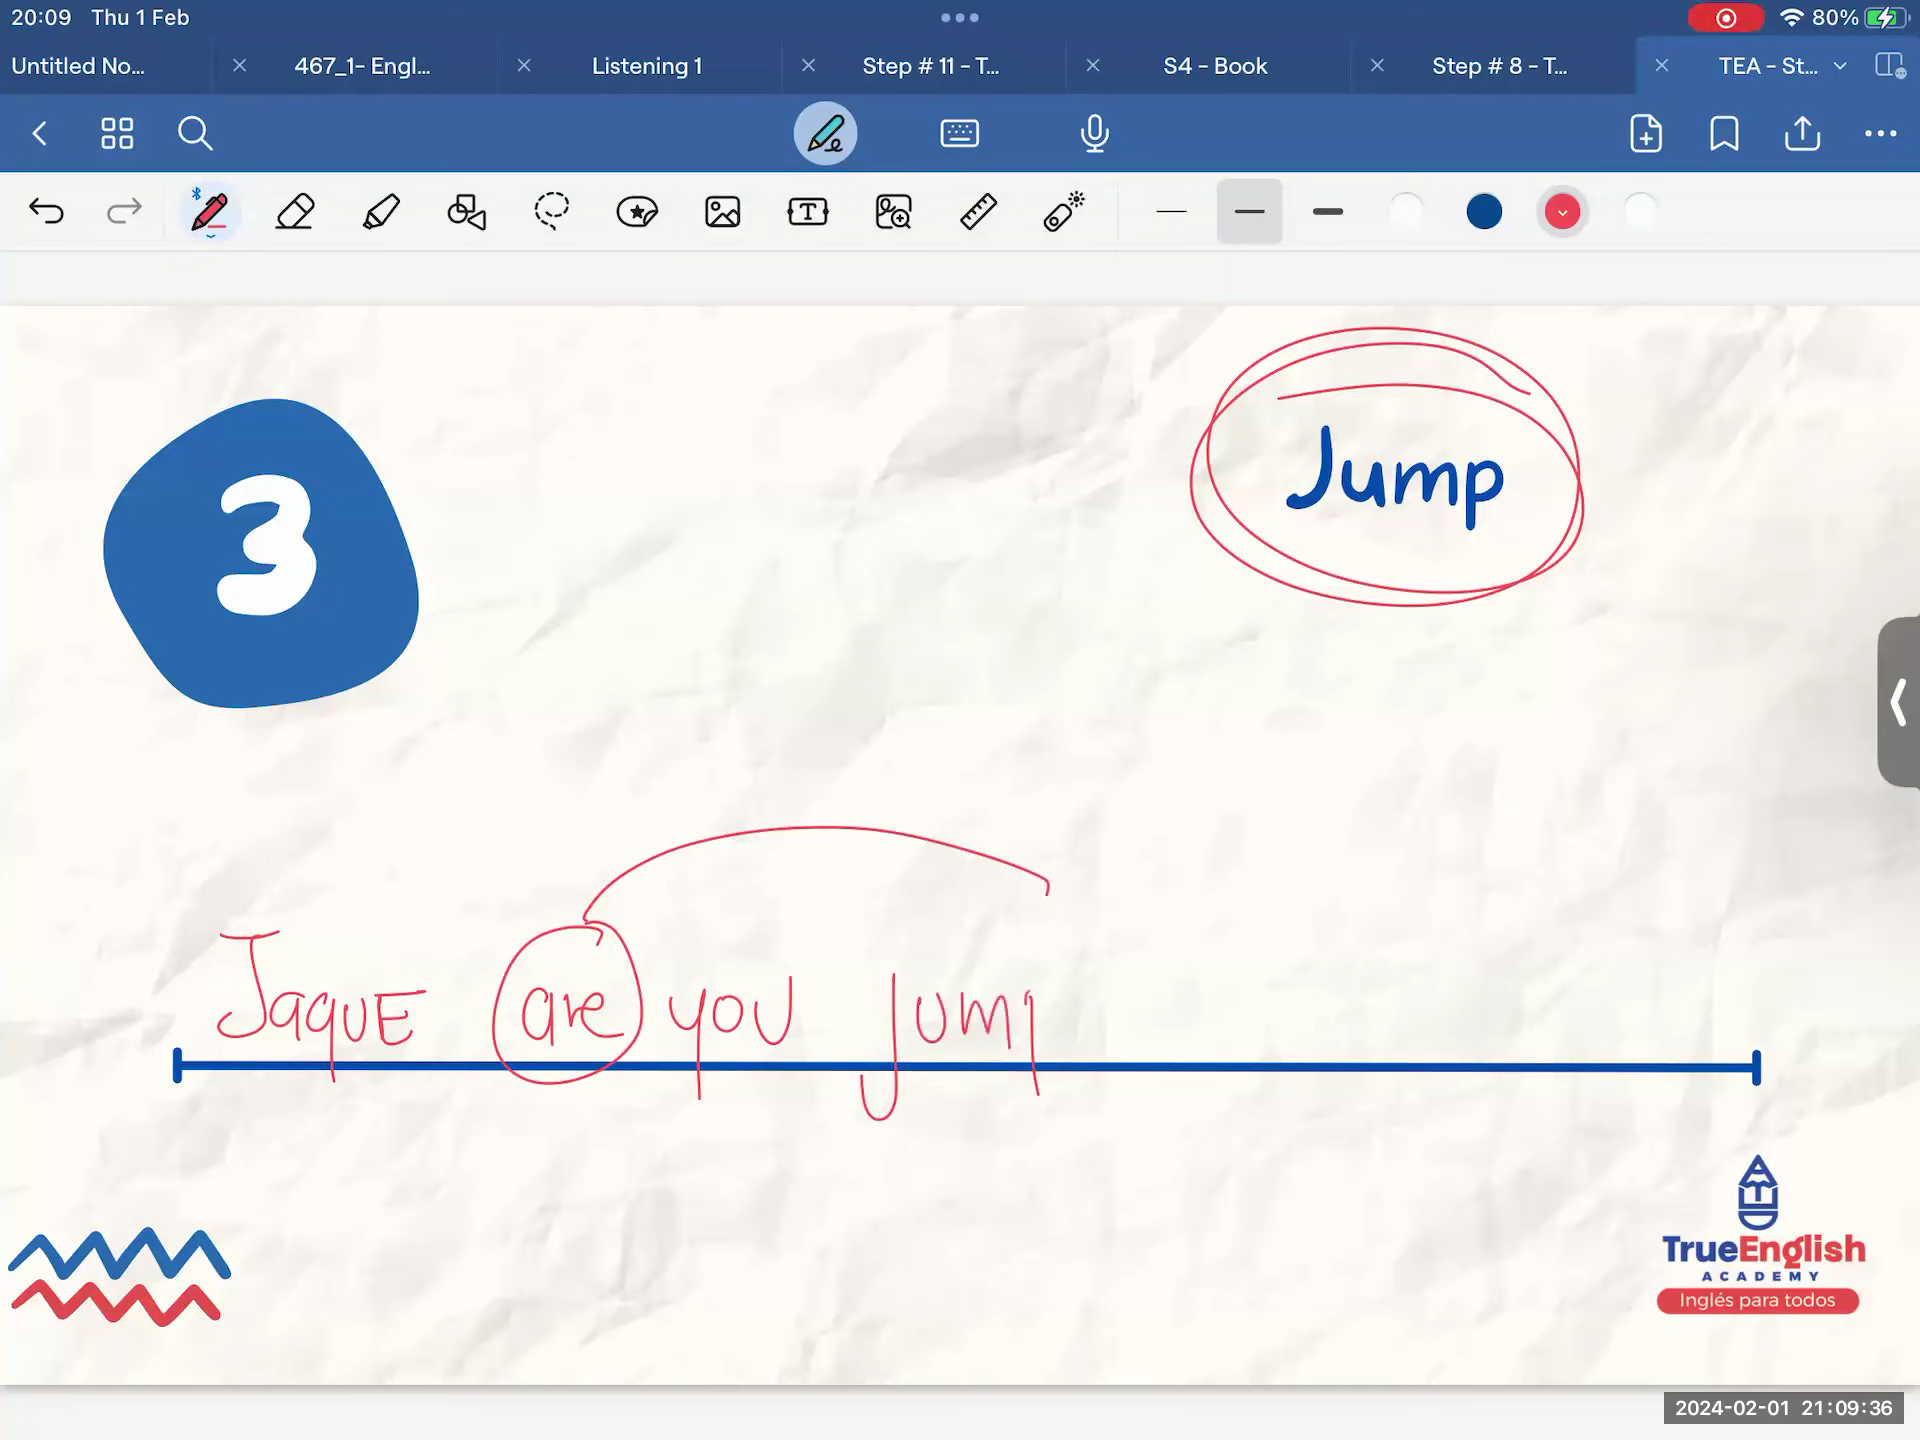 20:09 Thu 1 Feb 80%
Untitled No... 467_1- Engl... Listening 1 Step # 11 - T... S4 - Book Step # 8 - T... TEA - St...
Jump
3
Jaque are you jump
TrueEnglish
ACADEMY
Inglés para todos
2024-02-01 21:09:36